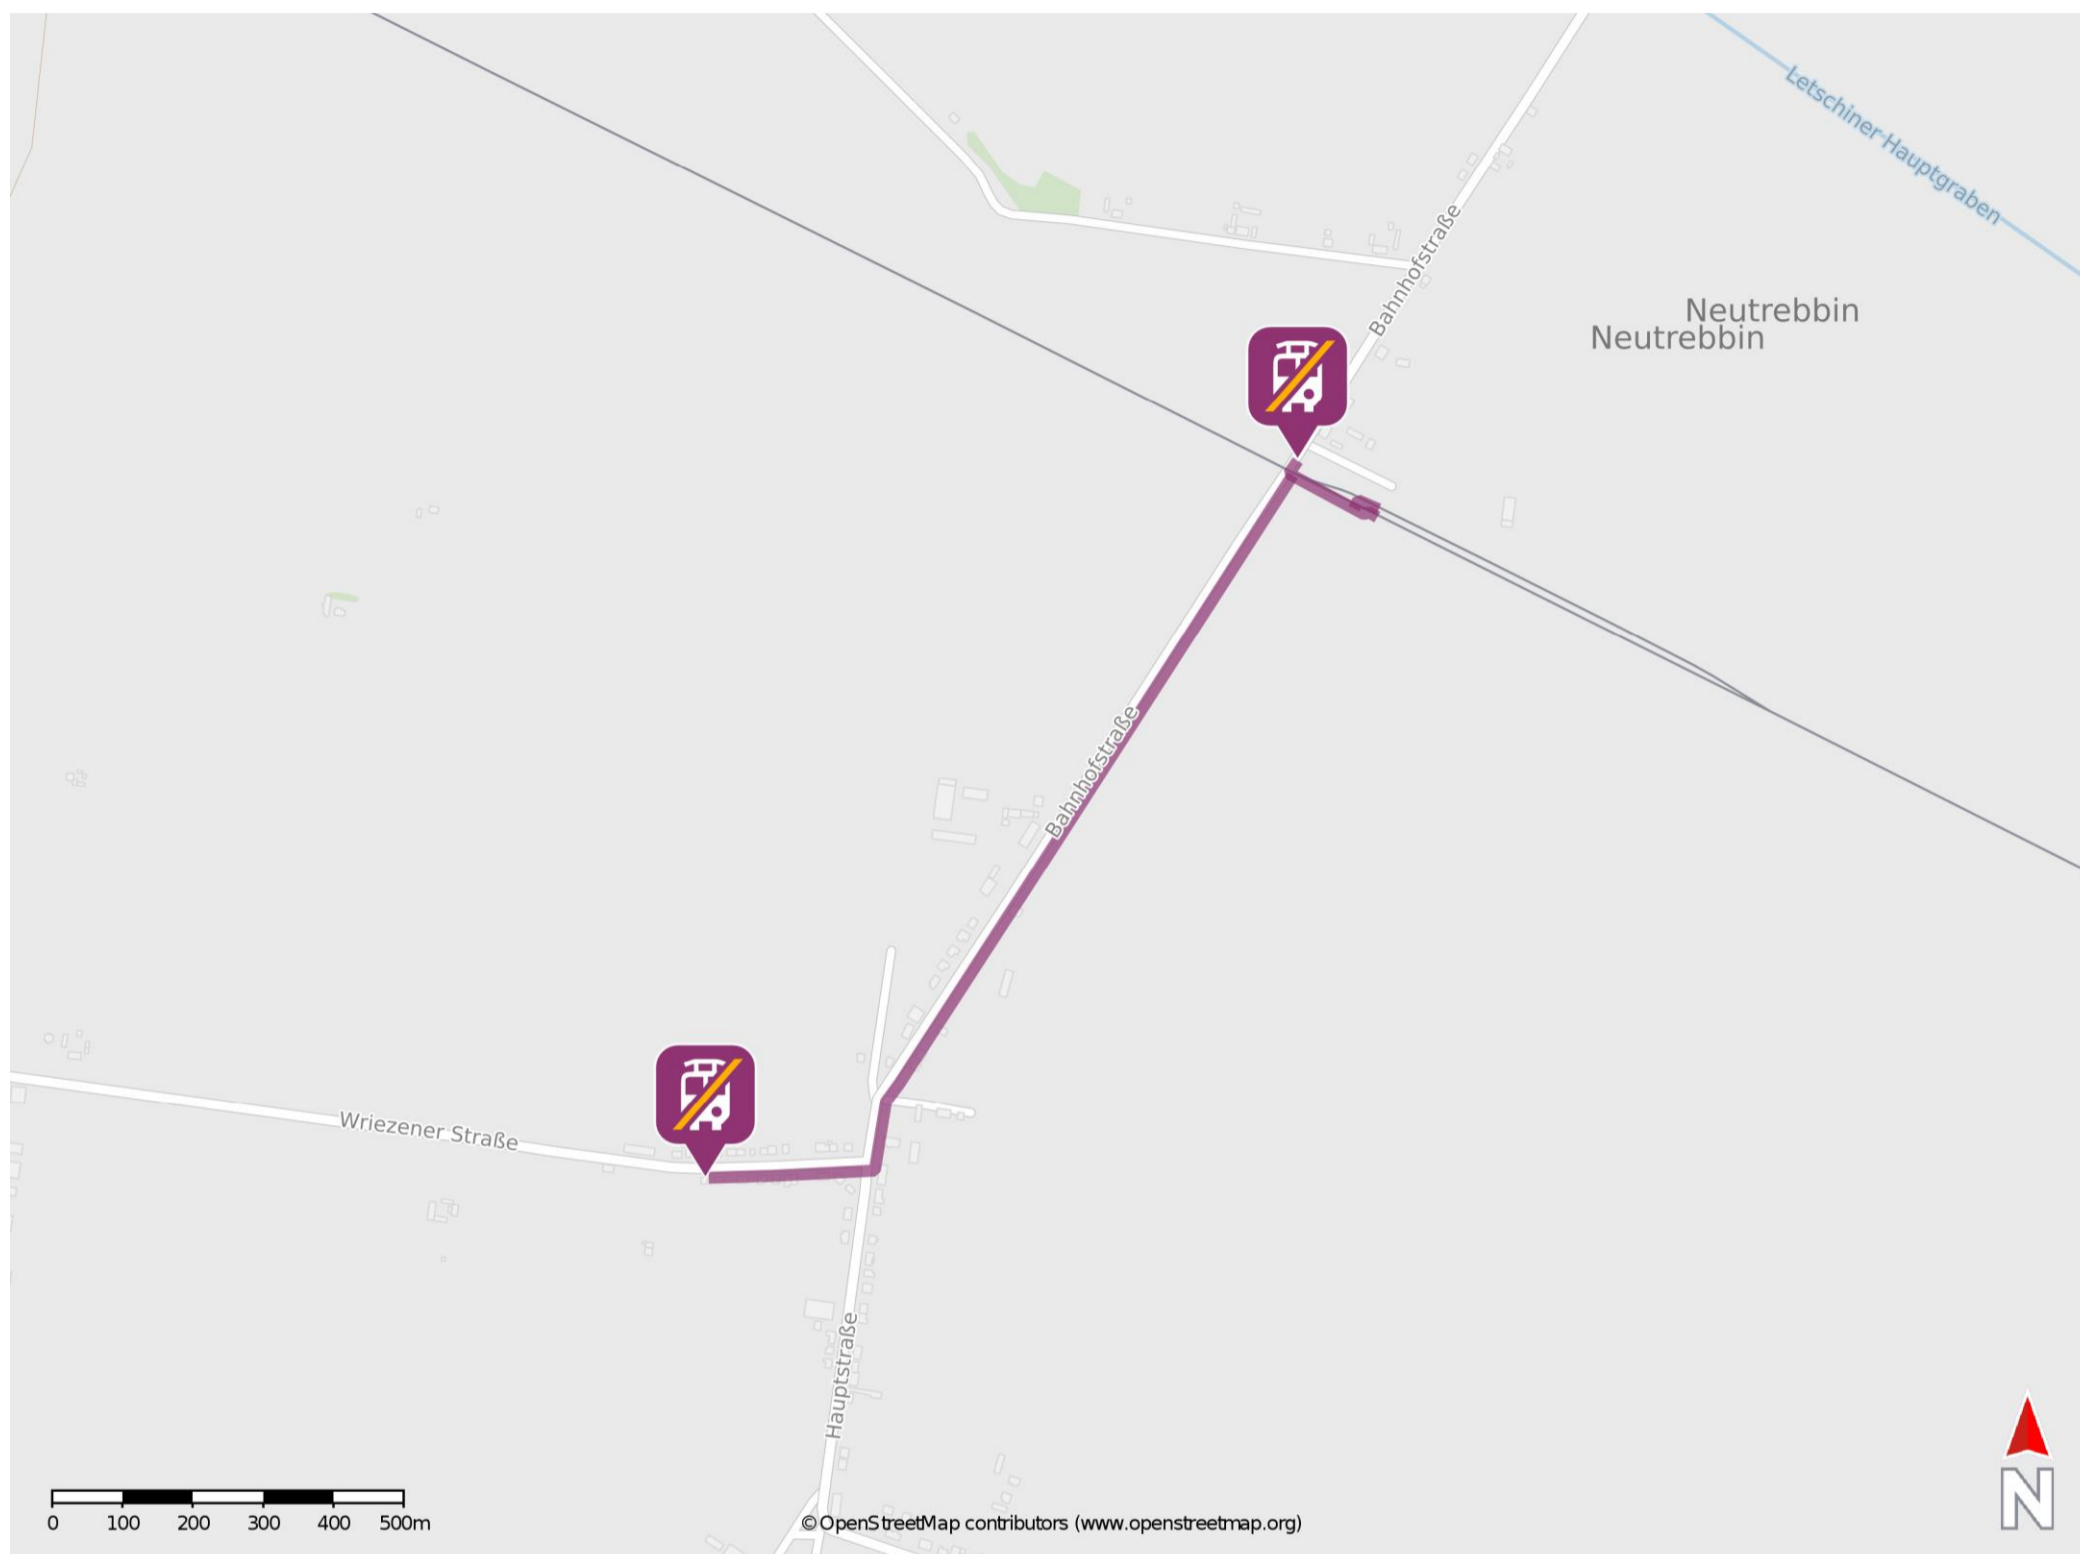 Letschiner Hauptgraben
Bahnhofstraße
Neutrebbin
Neutrebbin
Bahnhofstraße
Wriezener Straße
Hauptstraße
N
0 100 200 300 400 500m
© OpenStreetMap contributors (www.openstreetmap.org)